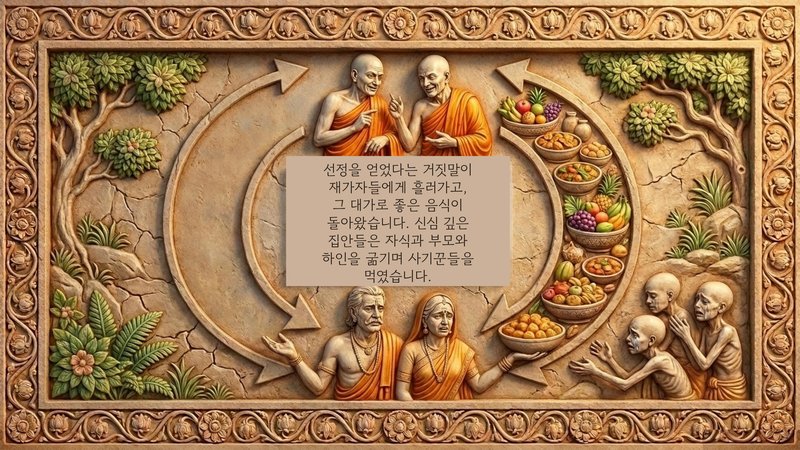 선정을 얻었다는 거짓말이
재가자들에게 흘러가고,
그 대가로 좋은 음식이
돌아왔습니다. 신심 깊은
집안들은 자식과 부모와
하인을 굶기며 사기꾼들을
먹였습니다.